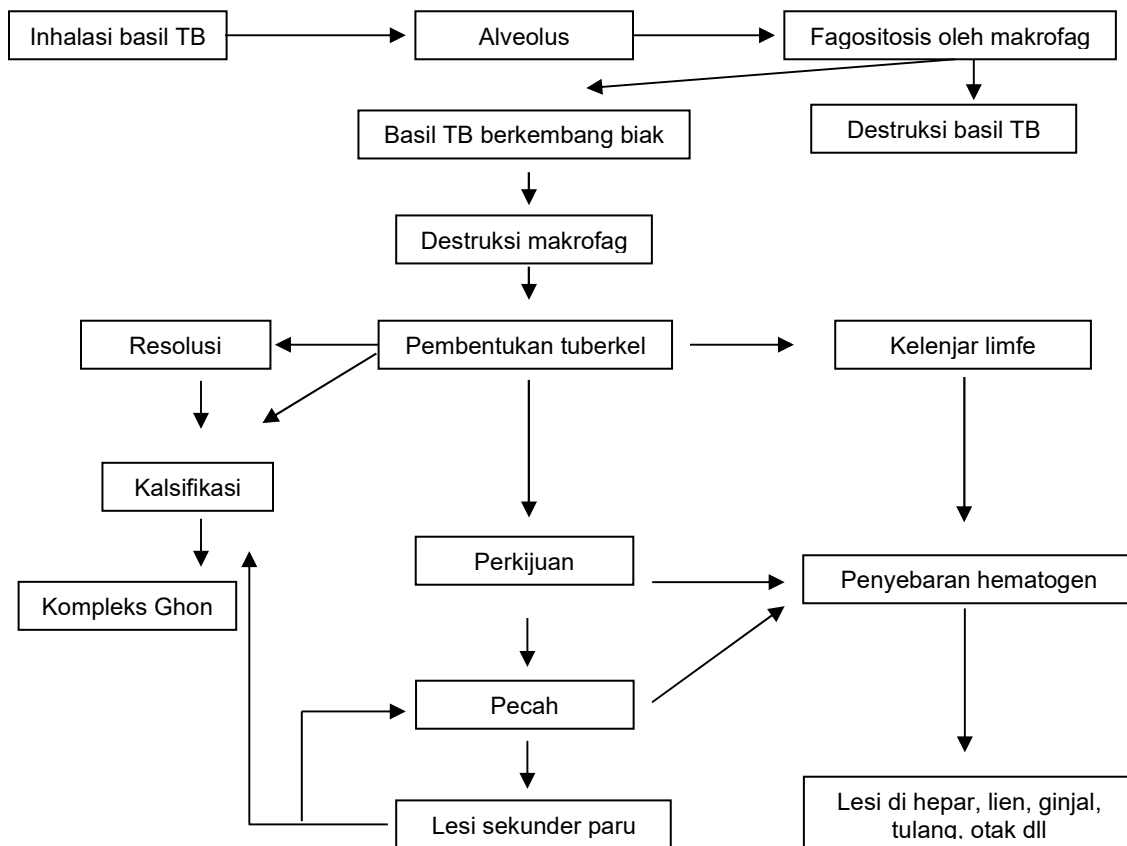 Inhalasi basil TB
Alveolus
Fagositosis oleh makrofag
Basil TB berkembang biak
Destruksi basil TB
Destruksi makrofag
Resolusi
Pembentukan tuberkel
Kelenjar limfe
Kalsifikasi
Perkijuan
Penyebaran hematogen
Kompleks Ghon
Pecah
Lesi sekunder paru
Lesi di hepar, lien, ginjal,
tulang, otak dll